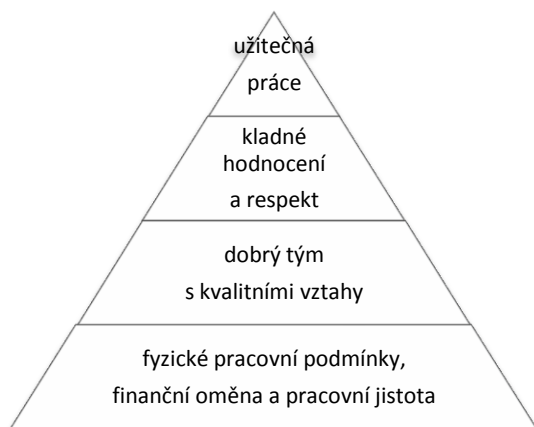 užitečná
práce
kladné
hodnocení
a respekt
dobrý tým
s kvalitními vztahy
fyzické pracovní podmínky,
finanční oměna a pracovní jistota